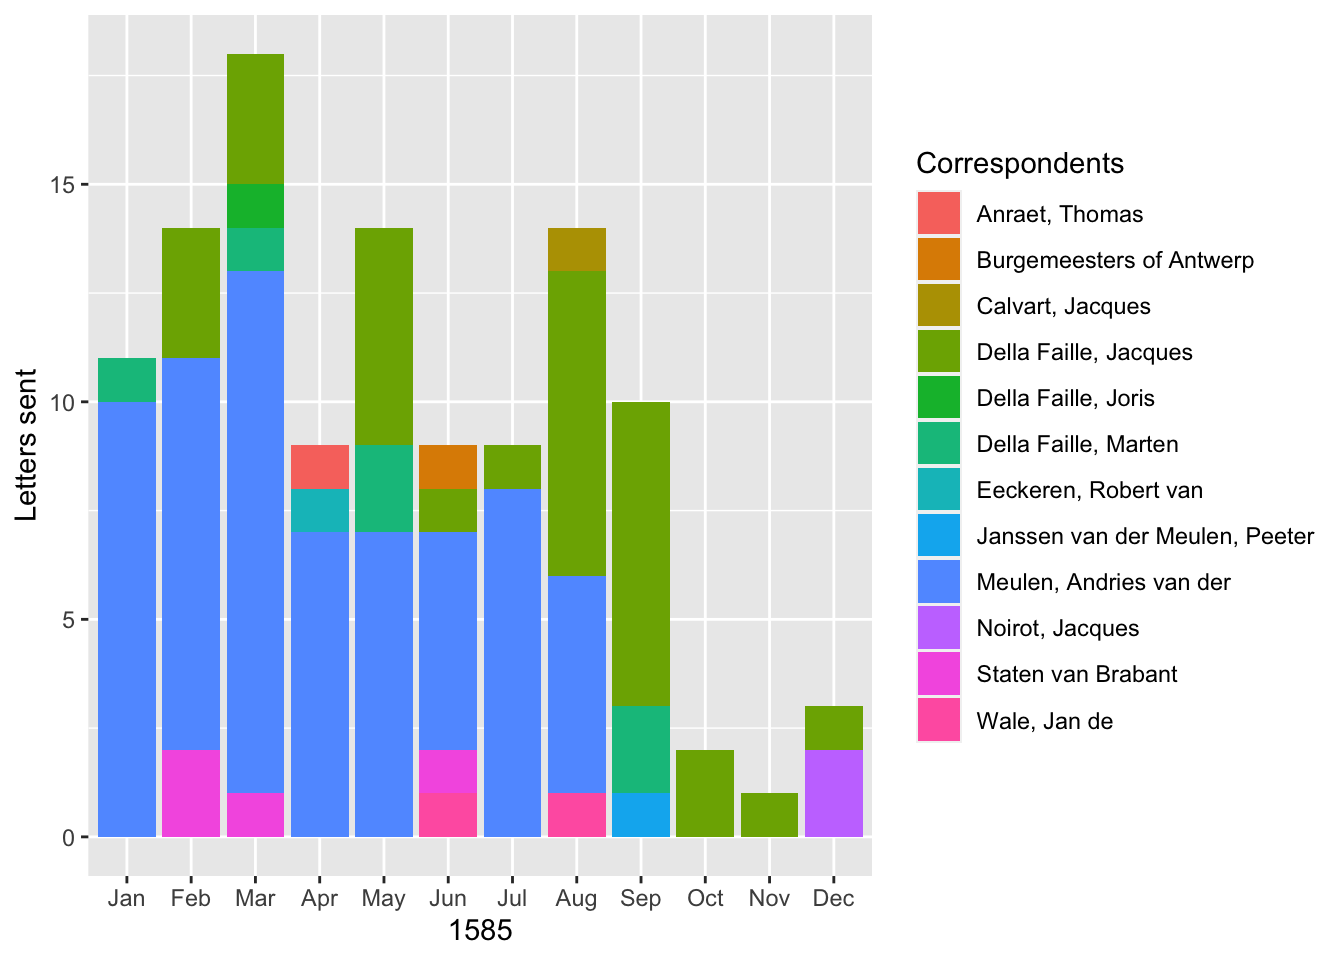 Letters sent
15
10
5
0
Jan Feb Mar Apr May Jun Jul Aug Sep Oct Nov Dec
1585
Correspondents
Anraet, Thomas
Burgemeesters of Antwerp
Calvart, Jacques
Della Faille, Jacques
Della Faille, Joris
Della Faille, Marten
Eeckeren, Robert van
Janssen van der Meulen, Peeter
Meulen, Andries van der
Noirot, Jacques
Staten van Brabant
Wale, Jan de